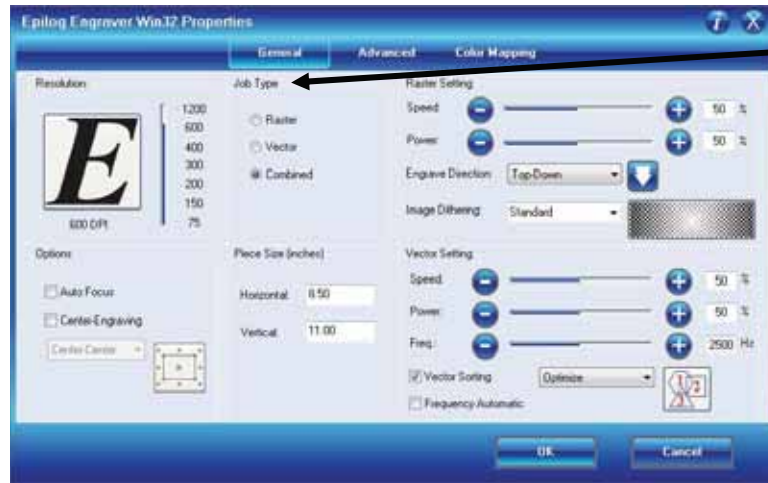 Epilog Engraver Win32 Properties
General Advanced Color Mapping
Resolution
E
1200
600
400
300
200
150
75
600 DPI
Job Type
Raster
Vector
Combined
Raster Setting
Speed: 50 %
Power: 50 %
Engrave Direction: Top-Down
Image Dithering: Standard
Options
Auto Focus
Center-Engraving
Center-Center
Piece Size (inches)
Horizontal: 8.50
Vertical: 11.00
Vector Setting
Speed: 50 %
Power: 50 %
Freq.: 2500 Hz
Vector Sorting Optimize
1 2
3
Frequency Automatic
OK Cancel